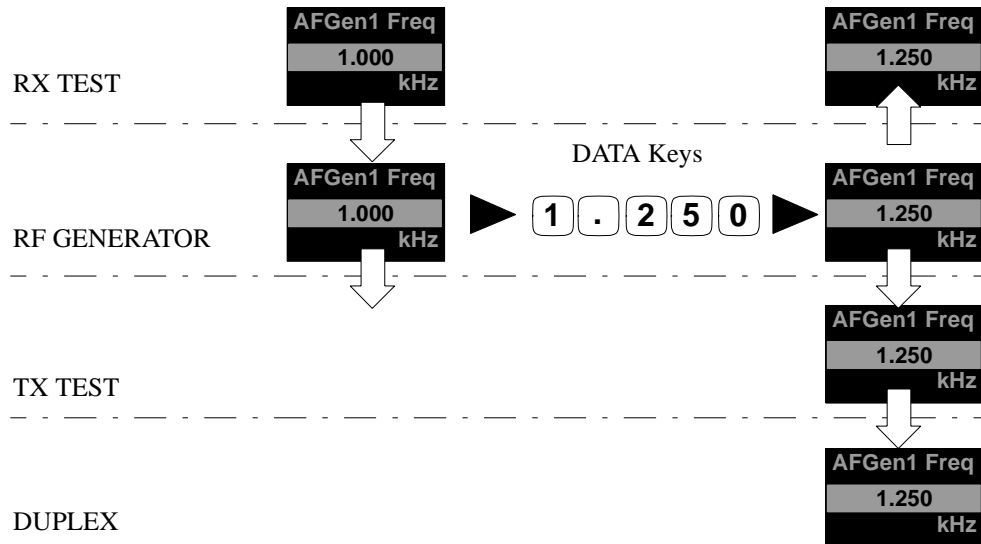 AFGen1 Freq
1.000
kHz
AFGen1 Freq
1.250
kHz
RX TEST
DATA Keys
AFGen1 Freq
1.000
kHz
1 . 2 5 0
AFGen1 Freq
1.250
kHz
RF GENERATOR
AFGen1 Freq
1.250
kHz
TX TEST
AFGen1 Freq
1.250
kHz
DUPLEX